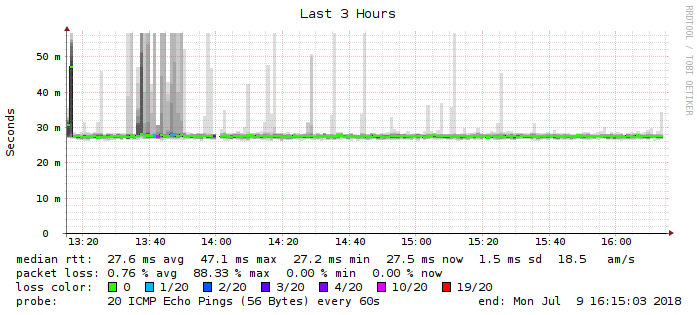 Last 3 Hours
RRDTOOL / TOBI OETIKER
Seconds
50 m
40 m
30 m
20 m
10 m
0
13:20 13:40 14:00 14:20 14:40 15:00 15:20 15:40 16:00
median rtt: 27.6 ms avg 47.1 ms max 27.2 ms min 27.5 ms now 1.5 ms sd 18.5 am/s
packet loss: 0.76 % avg 88.33 % max 0.00 % min 0.00 % now
loss color: 0 1/20 2/20 3/20 4/20 10/20 19/20
probe: 20 ICMP Echo Pings (56 Bytes) every 60s end: Mon Jul 9 16:15:03 2018